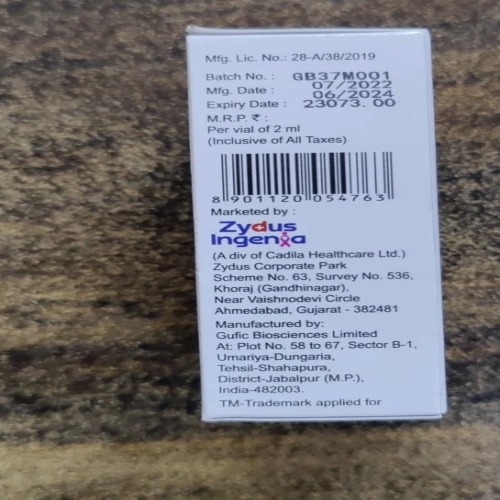 Mfg. Lic. No.: 28-A/38/2019
Batch No. : GB37M001
Mfg. Date : 07/2022
Expiry Date : 06/2024
M.R.P. ₹ : 23073.00
Per vial of 2 ml
(Inclusive of All Taxes)
8 901120 054763
Marketed by :
Zydus
Ingenia
(A div of Cadila Healthcare Ltd.)
Zydus Corporate Park
Scheme No. 63, Survey No. 536,
Khoraj (Gandhinagar),
Near Vaishnodevi Circle
Ahmedabad, Gujarat - 382481
Manufactured by:
Gufic Biosciences Limited
At: Plot No. 58 to 67, Sector B-1,
Umariya-Dungaria,
Tehsil-Shahapura,
District-Jabalpur (M.P.),
India-482003.
TM-Trademark applied for